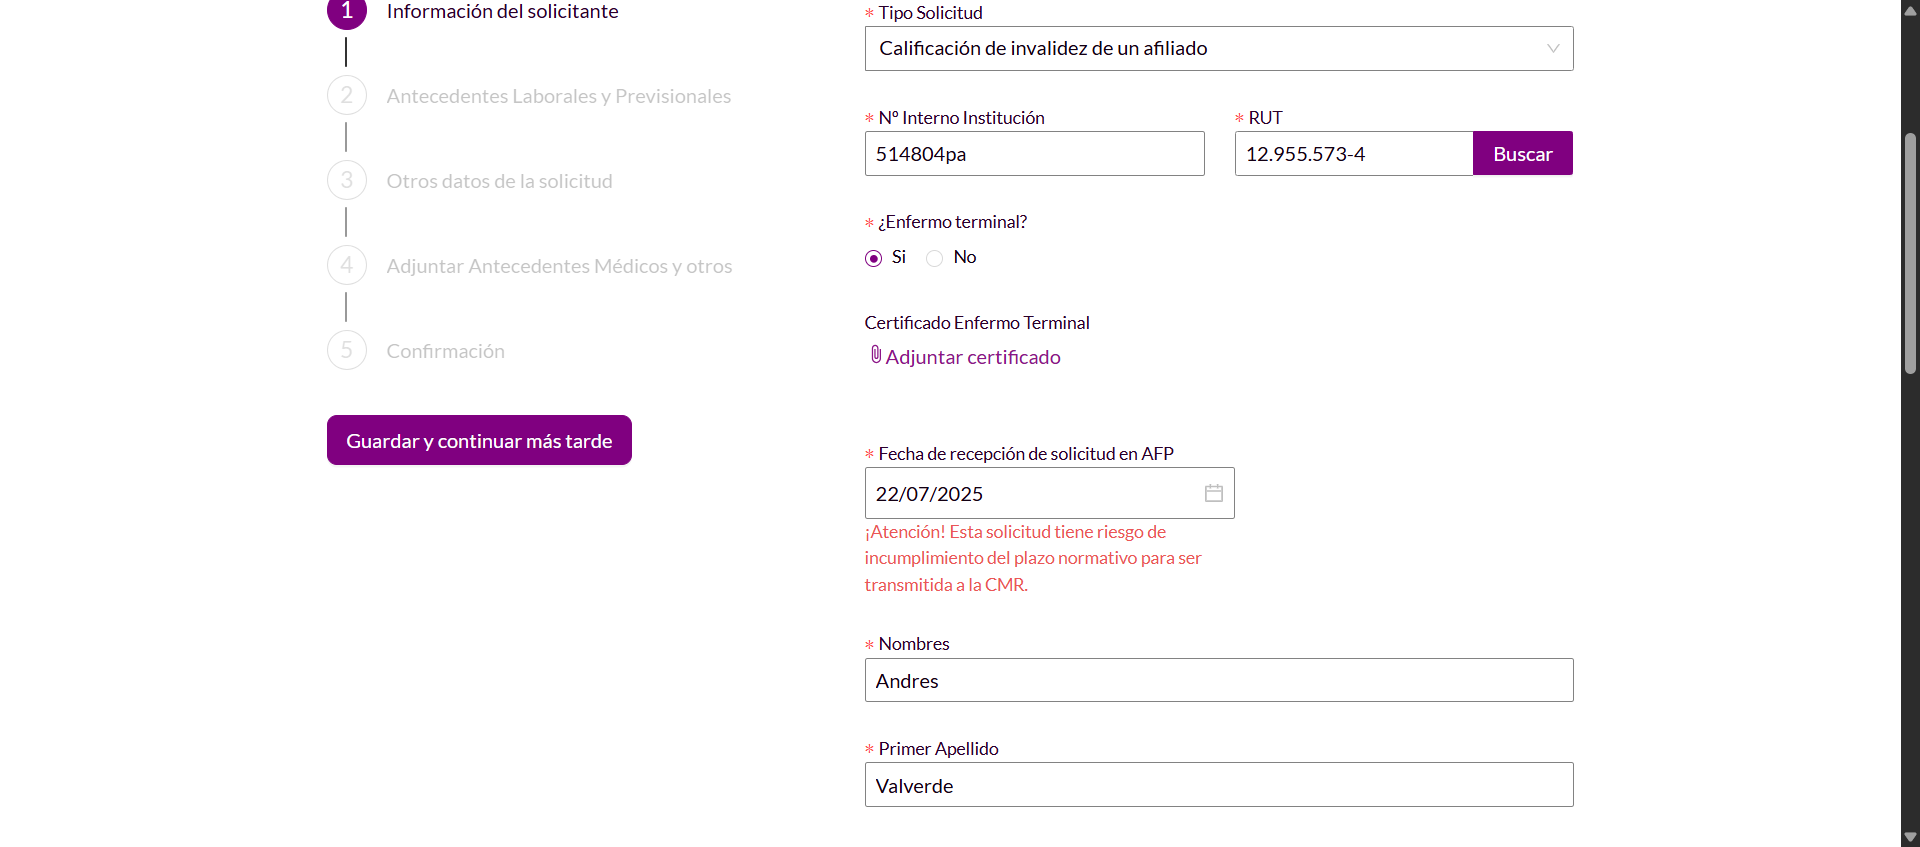 1 Información del solicitante
2 Antecedentes Laborales y Previsionales
3 Otros datos de la solicitud
4 Adjuntar Antecedentes Médicos y otros
5 Confirmación
Guardar y continuar más tarde
* Tipo Solicitud
Calificación de invalidez de un afiliado
* Nº Interno Institución
514804pa
* RUT
12.955.573-4 Buscar
* ¿Enfermo terminal?
Si No
Certificado Enfermo Terminal
Adjuntar certificado
* Fecha de recepción de solicitud en AFP
22/07/2025
¡Atención! Esta solicitud tiene riesgo de
incumplimiento del plazo normativo para ser
transmitida a la CMR.
* Nombres
Andres
* Primer Apellido
Valverde